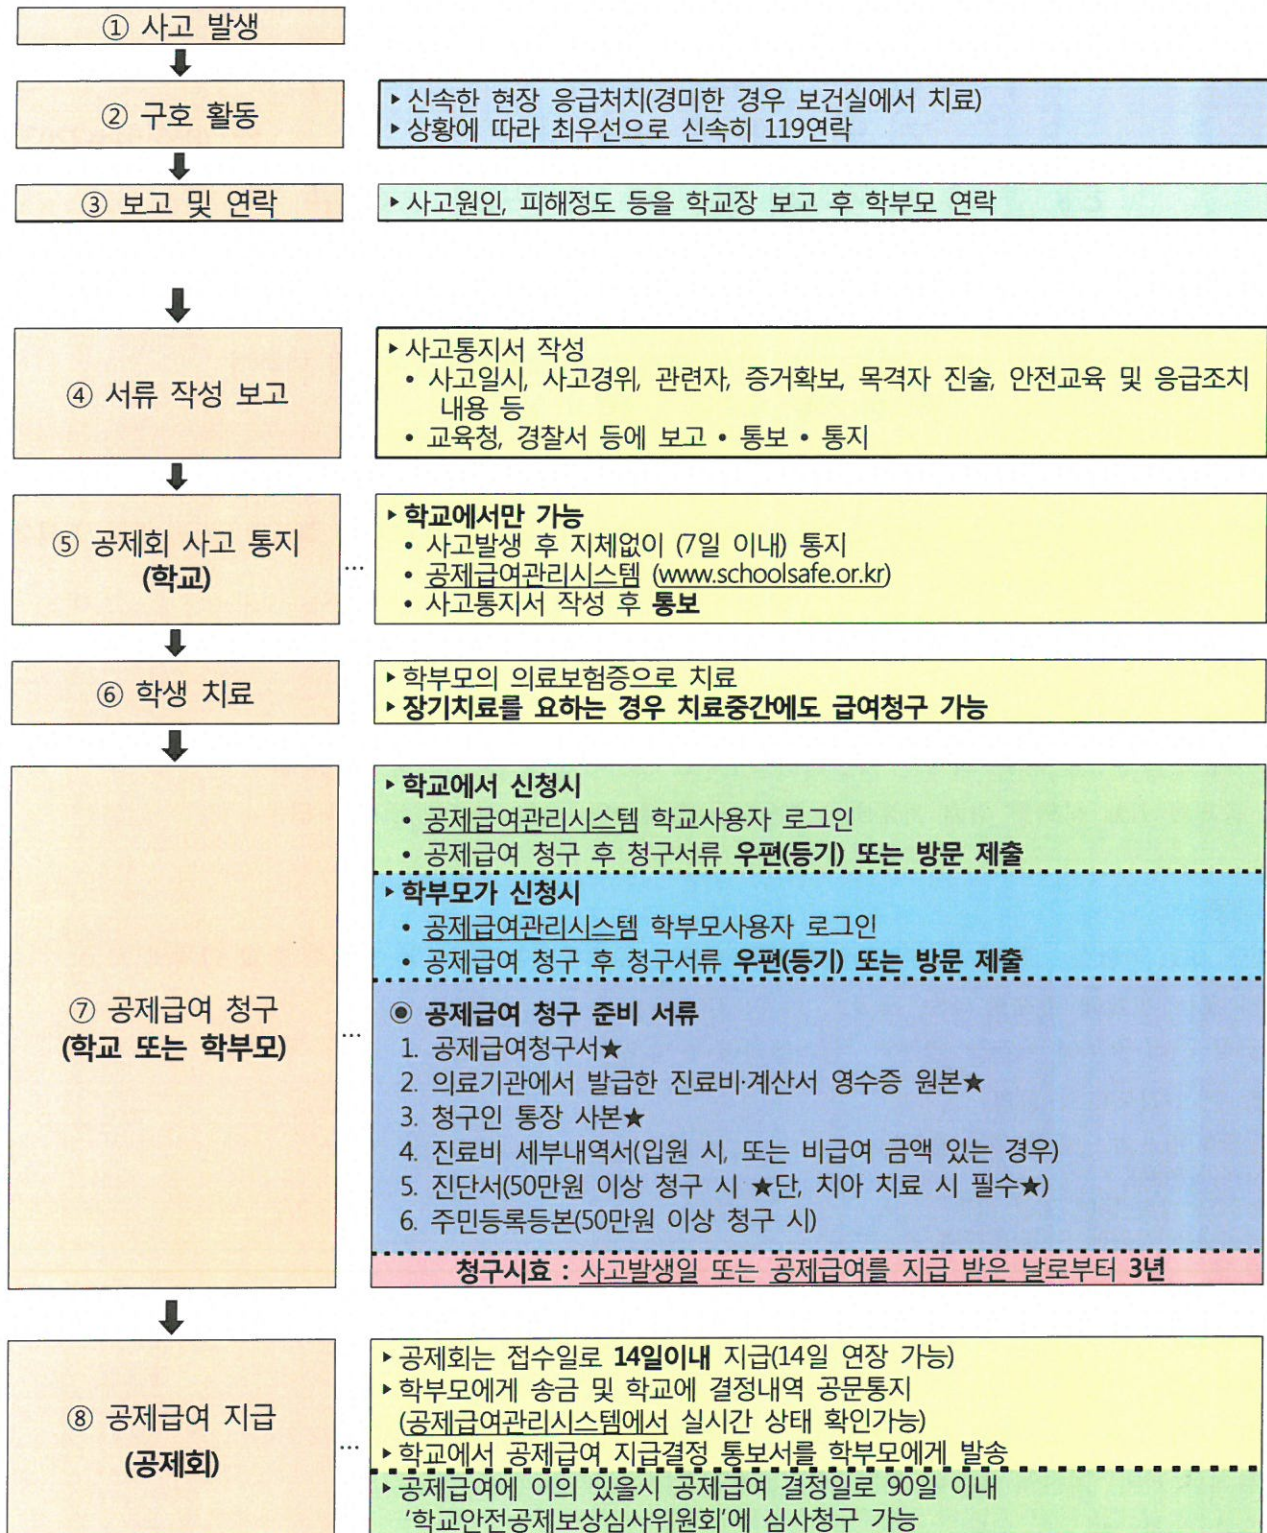 ① 사고 발생
② 구호 활동
▸신속한 현장 응급처치(경미한 경우 보건실에서 치료)
▸상황에 따라 최우선으로 신속히 119연락
③ 보고 및 연락
▸사고원인, 피해정도 등을 학교장 보고 후 학부모 연락
④ 서류 작성 보고
▸사고통지서 작성
• 사고일시, 사고경위, 관련자, 증거확보, 목격자 진술, 안전교육 및 응급조치
내용 등
• 교육청, 경찰서 등에 보고 • 통보 • 통지
⑤ 공제회 사고 통지
(학교)
…
▸학교에서만 가능
• 사고발생 후 지체없이 (7일 이내) 통지
• 공제급여관리시스템 (www.schoolsafe.or.kr)
• 사고통지서 작성 후 통보
⑥ 학생 치료
▸학부모의 의료보험증으로 치료
▸장기치료를 요하는 경우 치료중간에도 급여청구 가능
⑦ 공제급여 청구
(학교 또는 학부모)
…
▸학교에서 신청시
• 공제급여관리시스템 학교사용자 로그인
• 공제급여 청구 후 청구서류 우편(등기) 또는 방문 제출
▸학부모가 신청시
• 공제급여관리시스템 학부모사용자 로그인
• 공제급여 청구 후 청구서류 우편(등기) 또는 방문 제출
◉ 공제급여 청구 준비 서류
1. 공제급여청구서★
2. 의료기관에서 발급한 진료비·계산서 영수증 원본★
3. 청구인 통장 사본★
4. 진료비 세부내역서(입원 시, 또는 비급여 금액 있는 경우)
5. 진단서(50만원 이상 청구 시 ★단, 치아 치료 시 필수★)
6. 주민등록등본(50만원 이상 청구 시)
청구시효 : 사고발생일 또는 공제급여를 지급 받은 날로부터 3년
⑧ 공제급여 지급
(공제회)
…
▸공제회는 접수일로 14일이내 지급(14일 연장 가능)
▸학부모에게 송금 및 학교에 결정내역 공문통지
(공제급여관리시스템에서 실시간 상태 확인가능)
▸학교에서 공제급여 지급결정 통보서를 학부모에게 발송
▸공제급여에 이의 있을시 공제급여 결정일로 90일 이내
'학교안전공제보상심사위원회'에 심사청구 가능